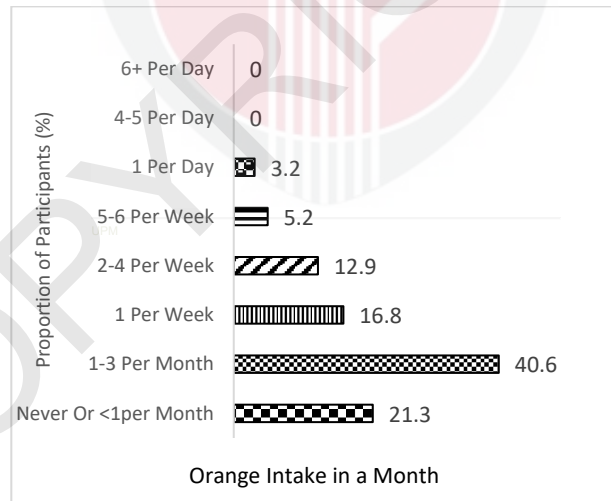 Proportion of Participants (%)
6+ Per Day 0
4-5 Per Day 0
1 Per Day 3.2
5-6 Per Week 5.2
2-4 Per Week 12.9
1 Per Week 16.8
1-3 Per Month 40.6
Never Or <1per Month 21.3
Orange Intake in a Month
UPM
OPYRI